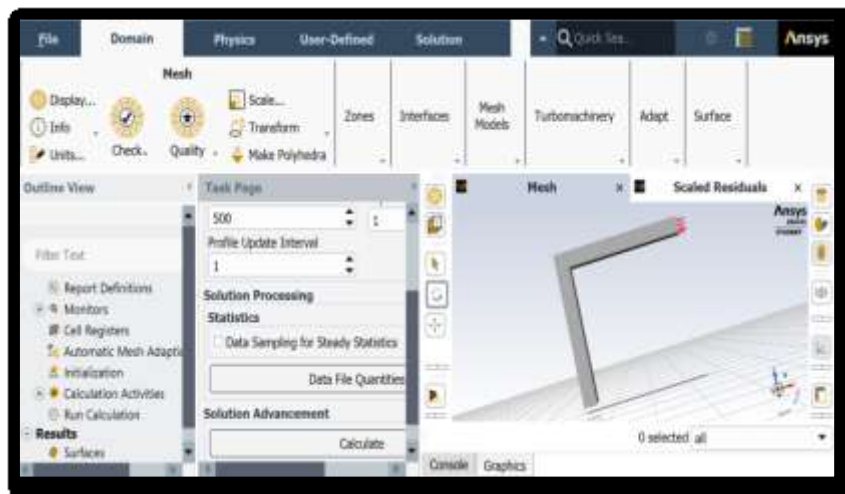 File Domain Physics User-Defined Solution Quick Sea... Ansys
Mesh
Display...
Info
Units...
Check.
Quality
Scale...
Transform
Make Polyhedra
Zones
Interfaces
Mesh
Models
Turbomachinery
Adapt
Surface
Outline View
Filter Text
Report Definitions
Monitors
Cell Registers
Automatic Mesh Adaptio
Initialization
Calculation Activities
Run Calculation
Results
Surfaces
Task Page
500 1
Profile Update Interval
1
Solution Processing
Statistics
Data Sampling for Steady Statistics
Data File Quantities
Solution Advancement
Calculate
Mesh x
Scaled Residuals x
Ansys
STUDENT
0 selected all
Console Graphics